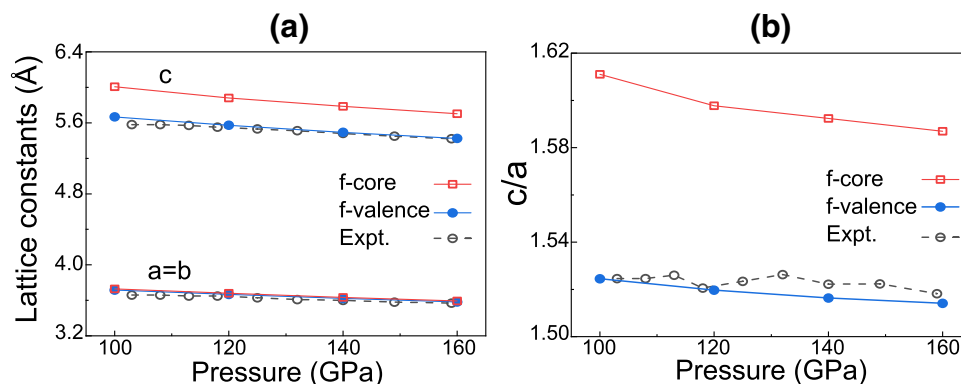 (a)
Lattice constants (Å)
6.4
5.6
4.8
4.0
3.2
c
f-core
f-valence
Expt.
a=b
100
120
140
160
Pressure (GPa)
(b)
c/a
1.62
1.58
1.54
1.50
f-core
f-valence
Expt.
100
120
140
160
Pressure (GPa)